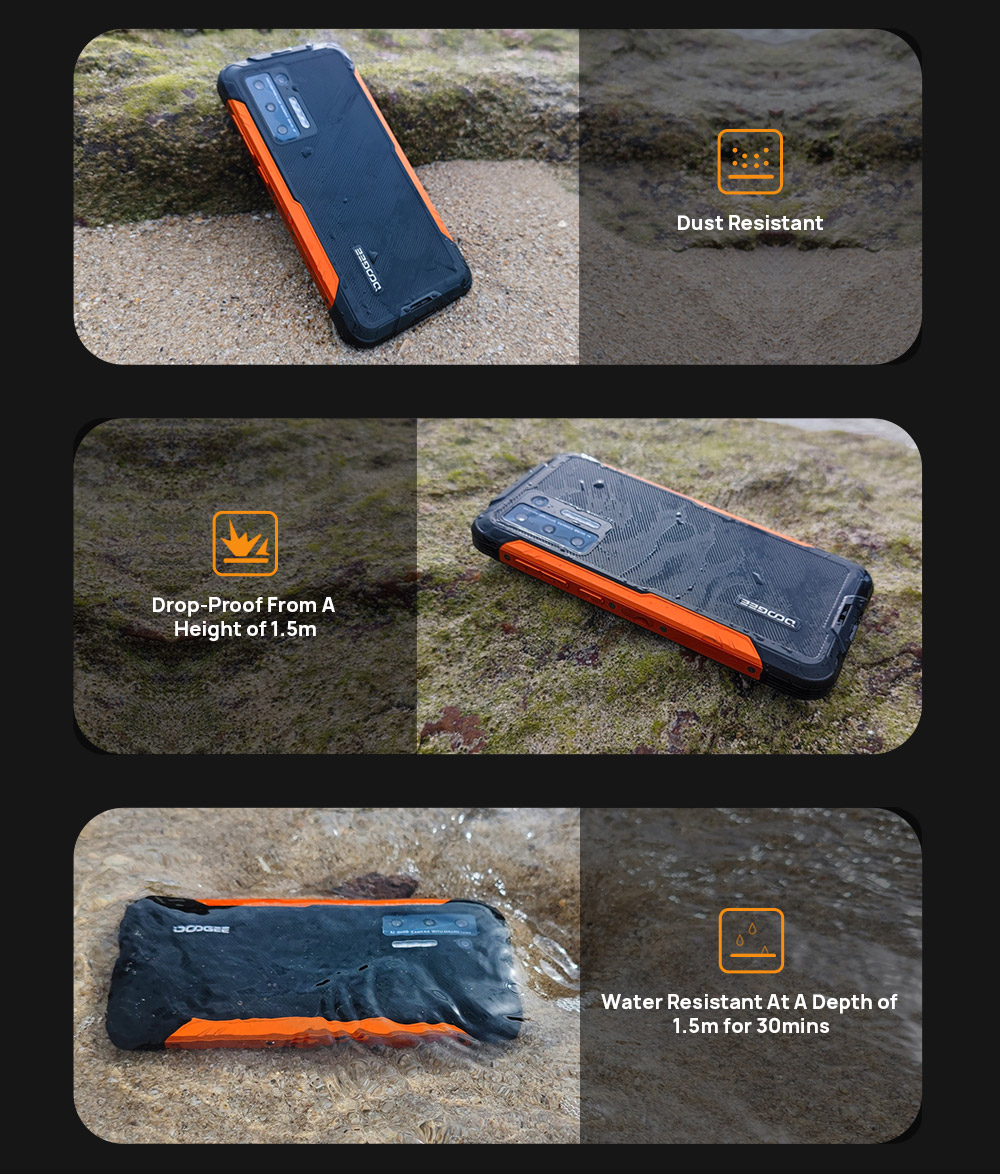 DOOGEE
Dust Resistant
Drop-Proof From A
Height of 1.5m
DOOGEE
DOOGEE
Water Resistant At A Depth of
1.5m for 30mins